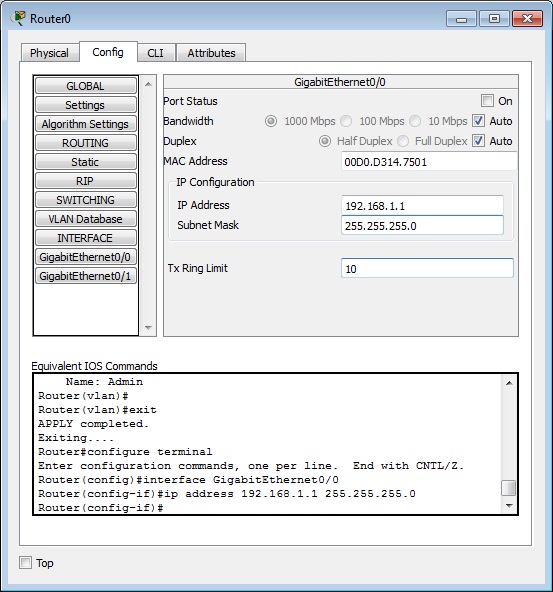 Router0
Physical Config CLI Attributes
GLOBAL
Settings
Algorithm Settings
ROUTING
Static
RIP
SWITCHING
VLAN Database
INTERFACE
GigabitEthernet0/0
GigabitEthernet0/1
GigabitEthernet0/0
Port Status On
Bandwidth 1000 Mbps 100 Mbps 10 Mbps Auto
Duplex Half Duplex Full Duplex Auto
MAC Address 00D0.D314.7501
IP Configuration
IP Address 192.168.1.1
Subnet Mask 255.255.255.0
Tx Ring Limit 10
Equivalent IOS Commands
Name: Admin
Router(vlan)#
Router(vlan)#exit
APPLY completed.
Exiting....
Router#configure terminal
Enter configuration commands, one per line.  End with CNTL/Z.
Router(config)#interface GigabitEthernet0/0
Router(config-if)#ip address 192.168.1.1 255.255.255.0
Router(config-if)#
Top